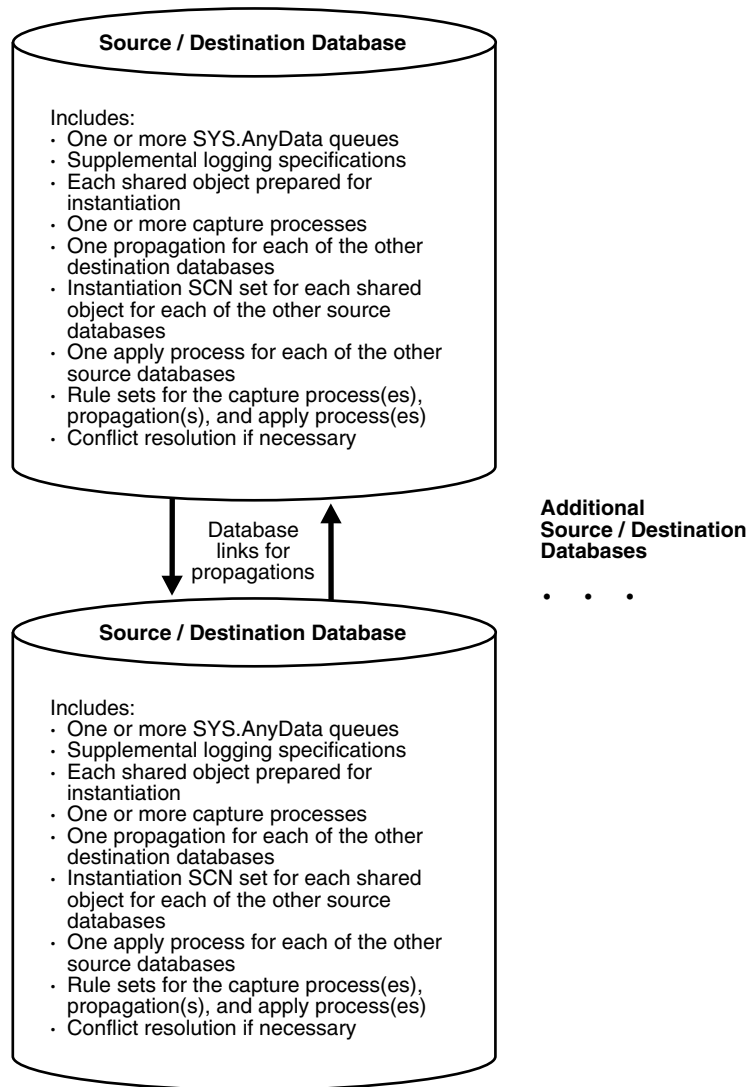 Source / Destination Database
Includes:
· One or more SYS.AnyData queues
· Supplemental logging specifications
· Each shared object prepared for
instantiation
· One or more capture processes
· One propagation for each of the other
destination databases
· Instantiation SCN set for each shared
object for each of the other source
databases
· One apply process for each of the other
source databases
· Rule sets for the capture process(es),
propagation(s), and apply process(es)
· Conflict resolution if necessary
Database
links for
propagations
Additional
Source / Destination
Databases
. . .
Source / Destination Database
Includes:
· One or more SYS.AnyData queues
· Supplemental logging specifications
· Each shared object prepared for
instantiation
· One or more capture processes
· One propagation for each of the other
destination databases
· Instantiation SCN set for each shared
object for each of the other source
databases
· One apply process for each of the other
source databases
· Rule sets for the capture process(es),
propagation(s), and apply process(es)
· Conflict resolution if necessary